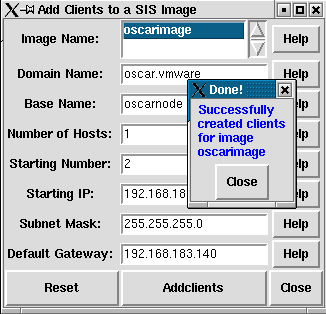 Add Clients to a SIS Image
Image Name: oscarimage Help
Domain Name: oscar.vmware Help
Base Name: oscarnode Help
Number of Hosts: 1 Help
Starting Number: 2 Help
Starting IP: 192.168.18 Help
Subnet Mask: 255.255.255.0 Help
Default Gateway: 192.168.183.140 Help
Reset Addclients Close
Done!
Successfully
created clients
for image
oscarimage
Close